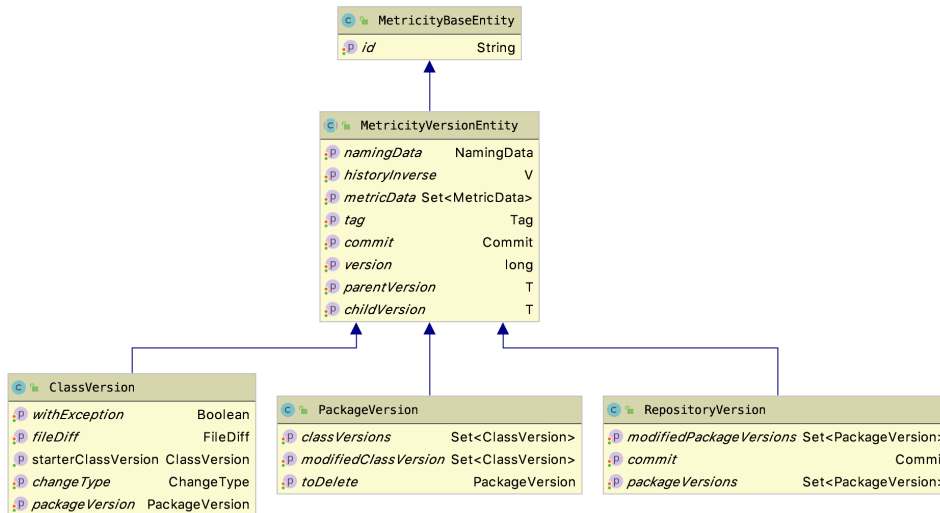 MetricityBaseEntity
id String
MetricityVersionEntity
namingData NamingData
historyInverse V
metricData Set<MetricData>
tag Tag
commit Commit
version long
parentVersion T
childVersion T
ClassVersion
withException Boolean
fileDiff FileDiff
starterClassVersion ClassVersion
changeType ChangeType
packageVersion PackageVersion
PackageVersion
classVersions Set<ClassVersion>
modifiedClassVersion Set<ClassVersion>
toDelete PackageVersion
RepositoryVersion
modifiedPackageVersions Set<PackageVersion>
commit Commi
packageVersions Set<PackageVersion>